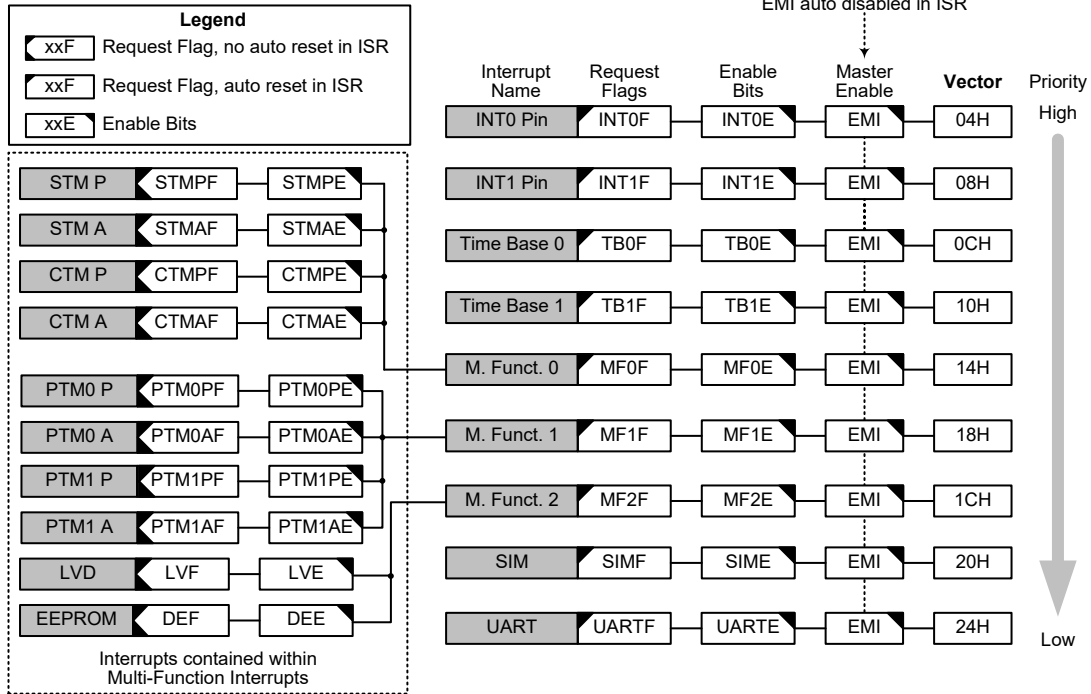 EMI auto disabled in ISR
Legend
xxF Request Flag, no auto reset in ISR
xxF Request Flag, auto reset in ISR
xxE Enable Bits
Interrupt Name Request Flags Enable Bits Master Enable Vector Priority
High
INT0 Pin INT0F INT0E EMI 04H
INT1 Pin INT1F INT1E EMI 08H
Time Base 0 TB0F TB0E EMI 0CH
Time Base 1 TB1F TB1E EMI 10H
M. Funct. 0 MF0F MF0E EMI 14H
M. Funct. 1 MF1F MF1E EMI 18H
M. Funct. 2 MF2F MF2E EMI 1CH
SIM SIMF SIME EMI 20H
UART UARTF UARTE EMI 24H
Low
STM P STMPF STMPE
STM A STMAF STMAE
CTM P CTMPF CTMPE
CTM A CTMAF CTMAE
PTM0 P PTM0PF PTM0PE
PTM0 A PTM0AF PTM0AE
PTM1 P PTM1PF PTM1PE
PTM1 A PTM1AF PTM1AE
LVD LVF LVE
EEPROM DEF DEE
Interrupts contained within
Multi-Function Interrupts